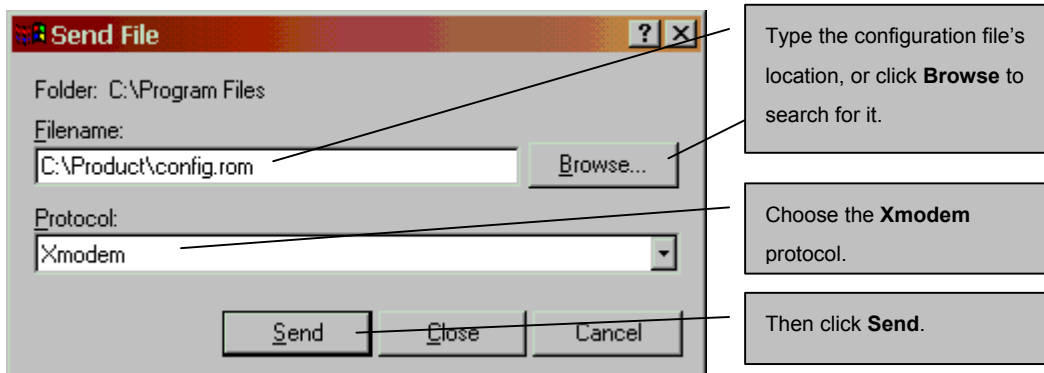 Send File
Folder: C:\Program Files
Filename:
C:\Product\config.rom
Browse...
Protocol:
Xmodem
Send
Close
Cancel
Type the configuration file’s
location, or click Browse to
search for it.
Choose the Xmodem
protocol.
Then click Send.